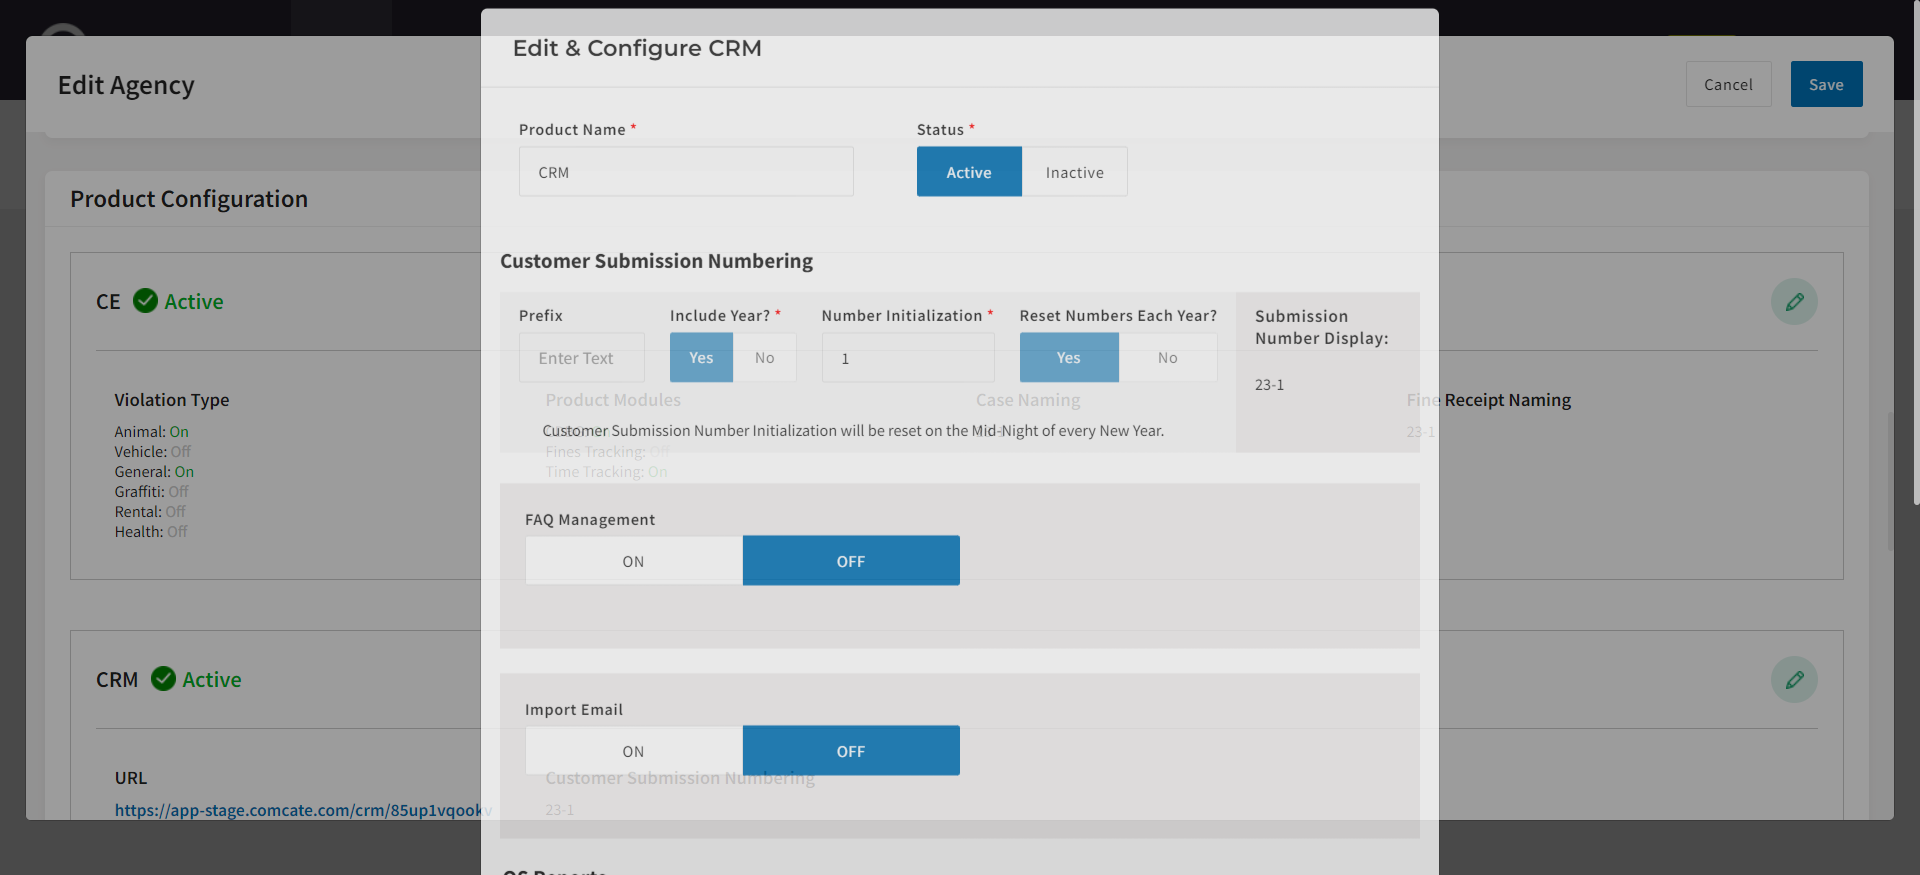 Edit & Configure CRM
Edit Agency
Cancel
Save
Product Name *
CRM
Status *
Active
Inactive
Product Configuration
Customer Submission Numbering
CE
Active
Prefix
Enter Text
Include Year? *
Yes
No
Number Initialization *
1
Reset Numbers Each Year?
Yes
No
Submission
Number Display:
23-1
Customer Submission Number Initialization will be reset on the Mid-Night of every New Year.
Violation Type
Animal: On
Vehicle: Off
General: On
Graffiti: Off
Rental: Off
Health: Off
Product Modules
Fines Tracking: Off
Time Tracking: On
Case Naming
Fine Receipt Naming
23-1
FAQ Management
ON
OFF
CRM
Active
Import Email
ON
OFF
URL
https://app-stage.comcate.com/crm/85up1vqookv
Customer Submission Numbering
23-1